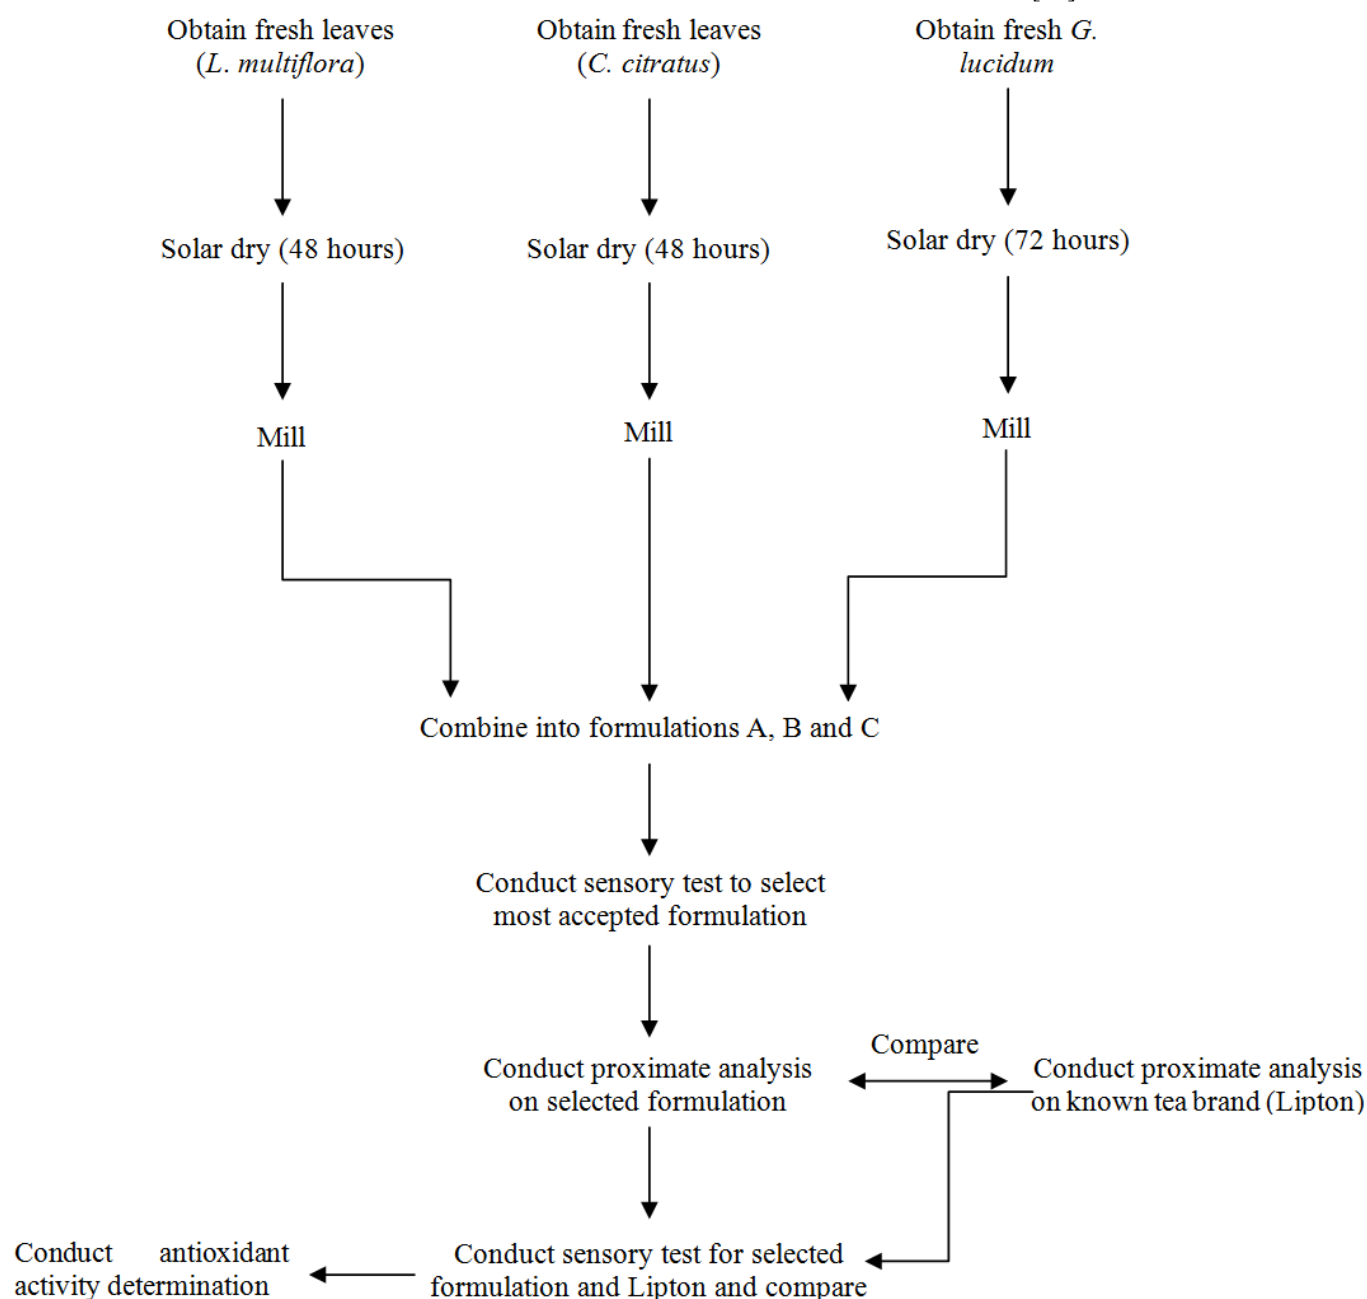 Obtain fresh leaves
(L. multiflora)
Obtain fresh leaves
(C. citratus)
Obtain fresh G.
lucidum
Solar dry (48 hours)
Solar dry (48 hours)
Solar dry (72 hours)
Mill
Mill
Mill
Combine into formulations A, B and C
Conduct sensory test to select
most accepted formulation
Conduct proximate analysis
on selected formulation
Compare
Conduct proximate analysis
on known tea brand (Lipton)
Conduct sensory test for selected
formulation and Lipton and compare
Conduct antioxidant
activity determination